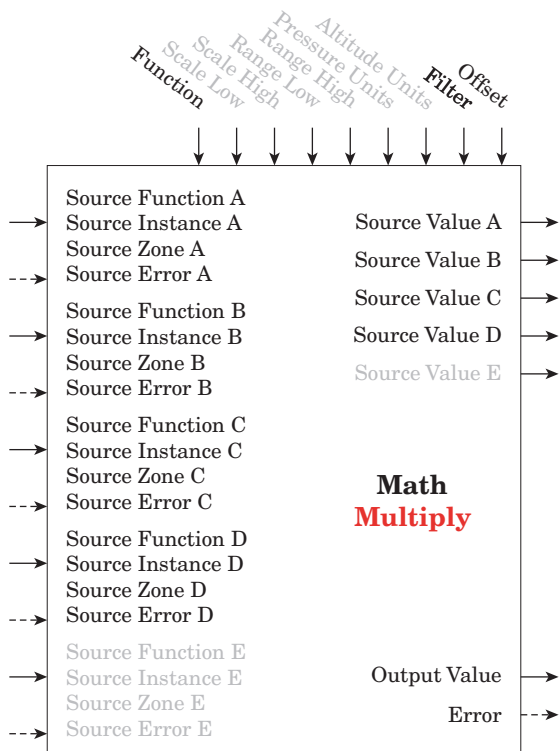 Function
Scale Low
Scale High
Range Low
Range High
Pressure Units
Altitude Units
Filter
Offset
Source Function A
Source Instance A
Source Zone A
Source Error A
Source Function B
Source Instance B
Source Zone B
Source Error B
Source Function C
Source Instance C
Source Zone C
Source Error C
Source Function D
Source Instance D
Source Zone D
Source Error D
Source Function E
Source Instance E
Source Zone E
Source Error E
Source Value A
Source Value B
Source Value C
Source Value D
Source Value E
Math
Multiply
Output Value
Error